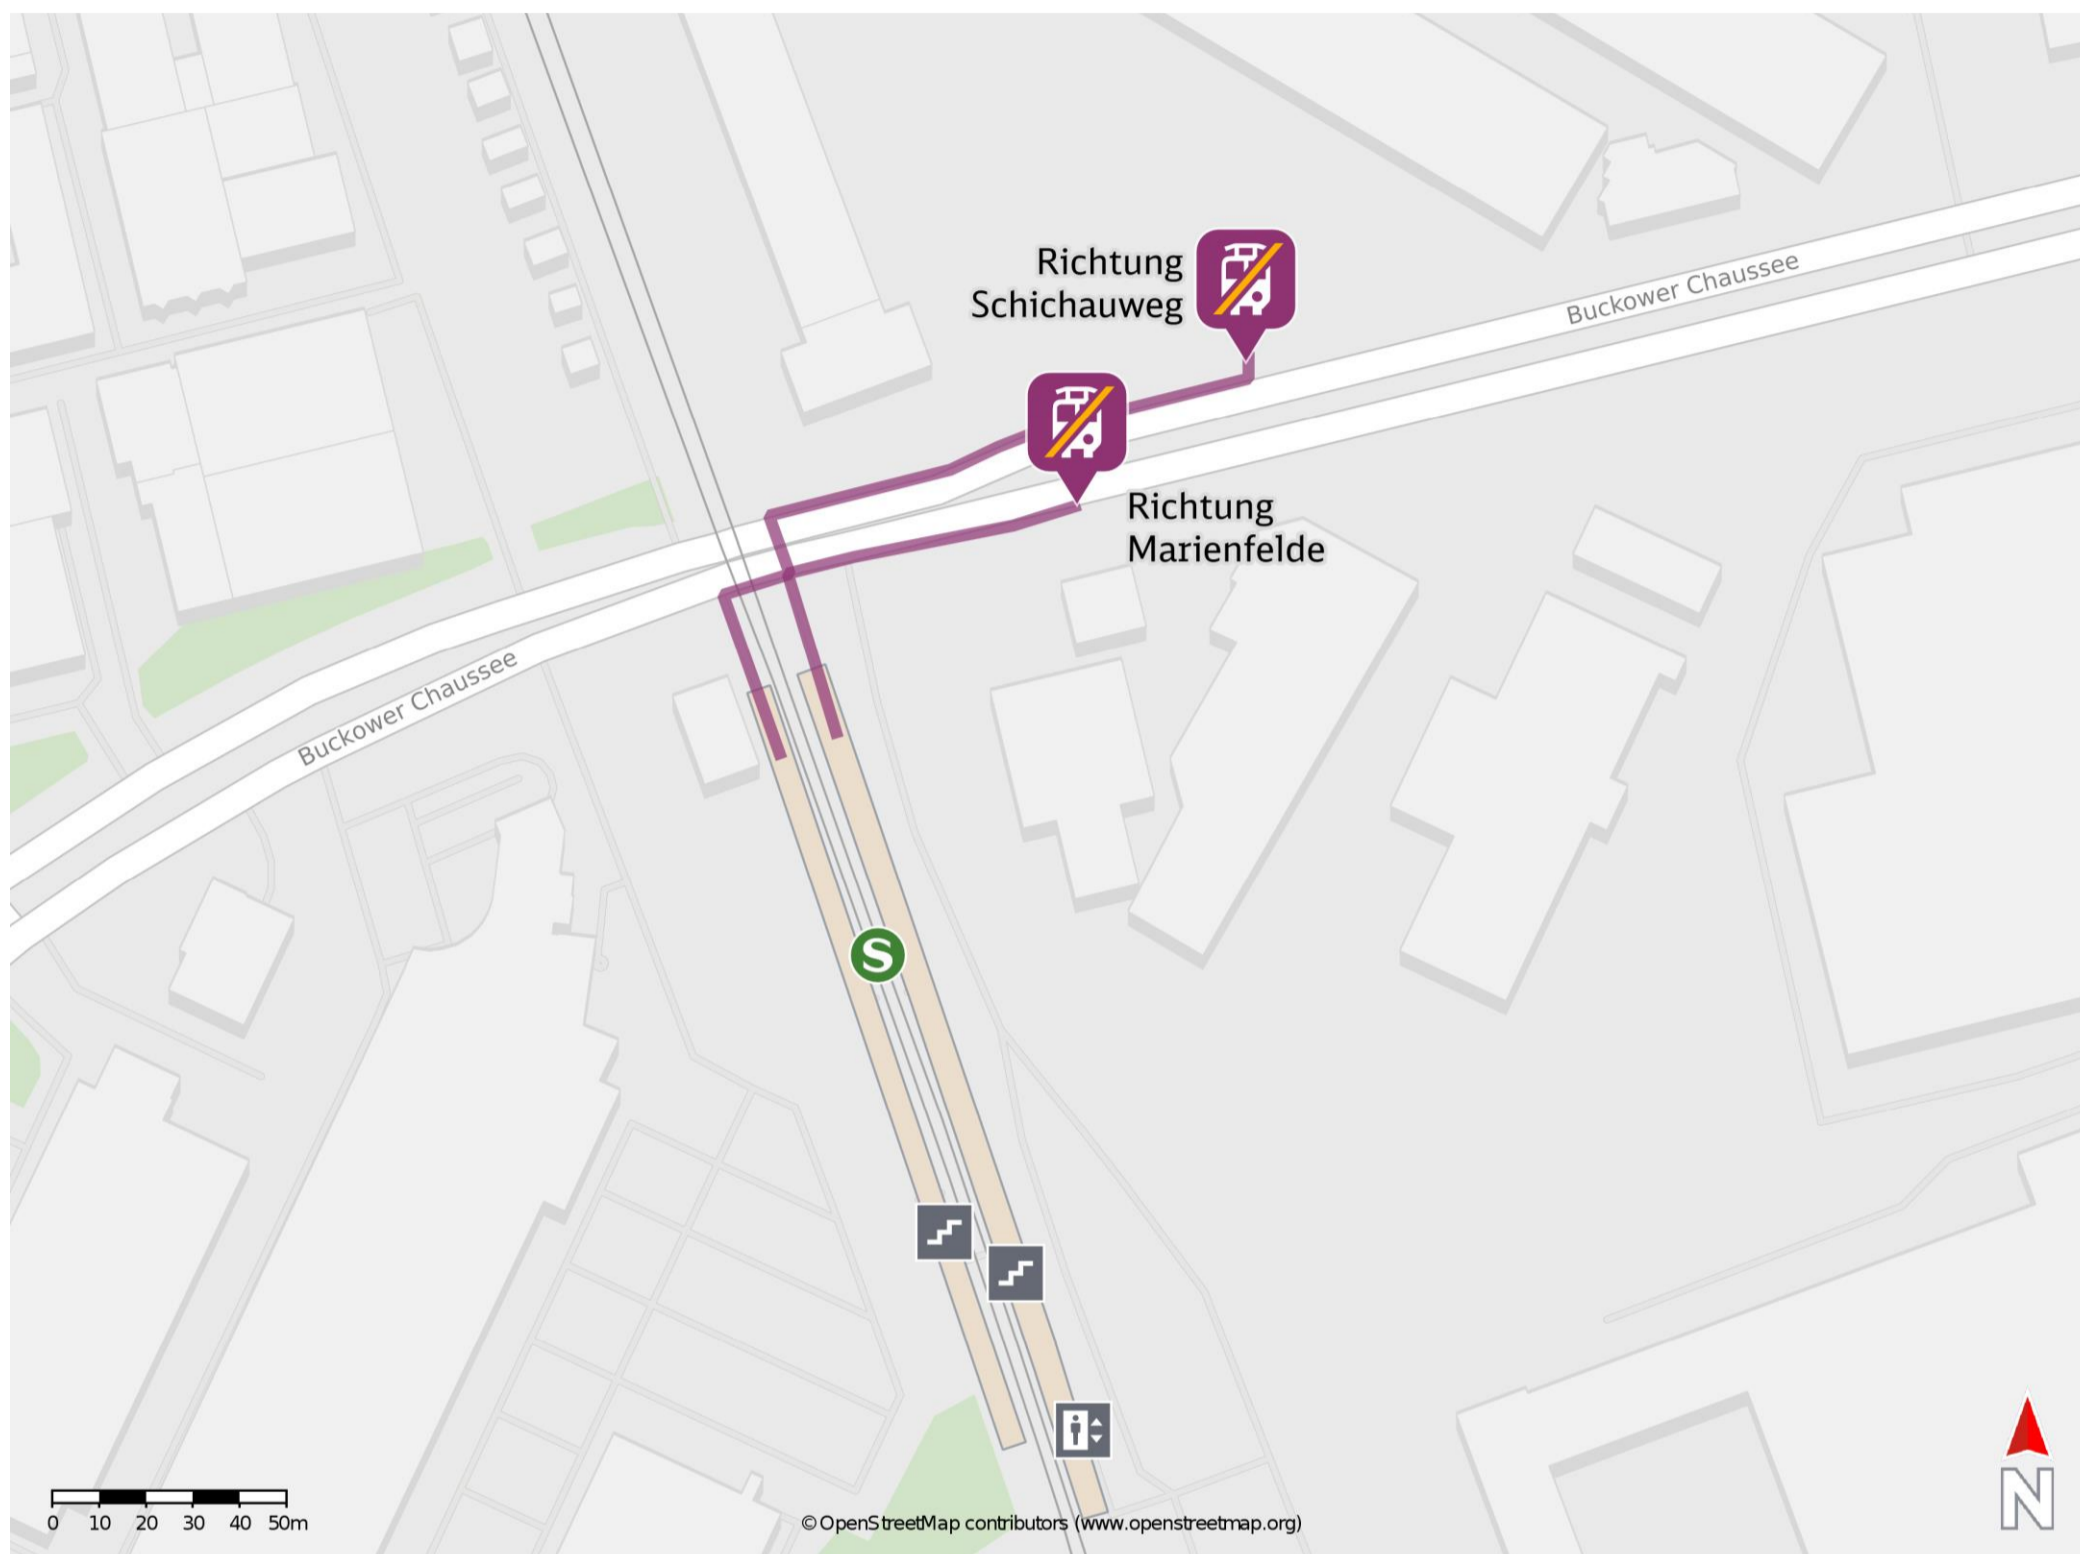 Richtung
Schichauweg
Buckower Chaussee
Richtung
Marienfelde
Buckower Chaussee
S
0 10 20 30 40 50m
© OpenStreetMap contributors (www.openstreetmap.org)
N